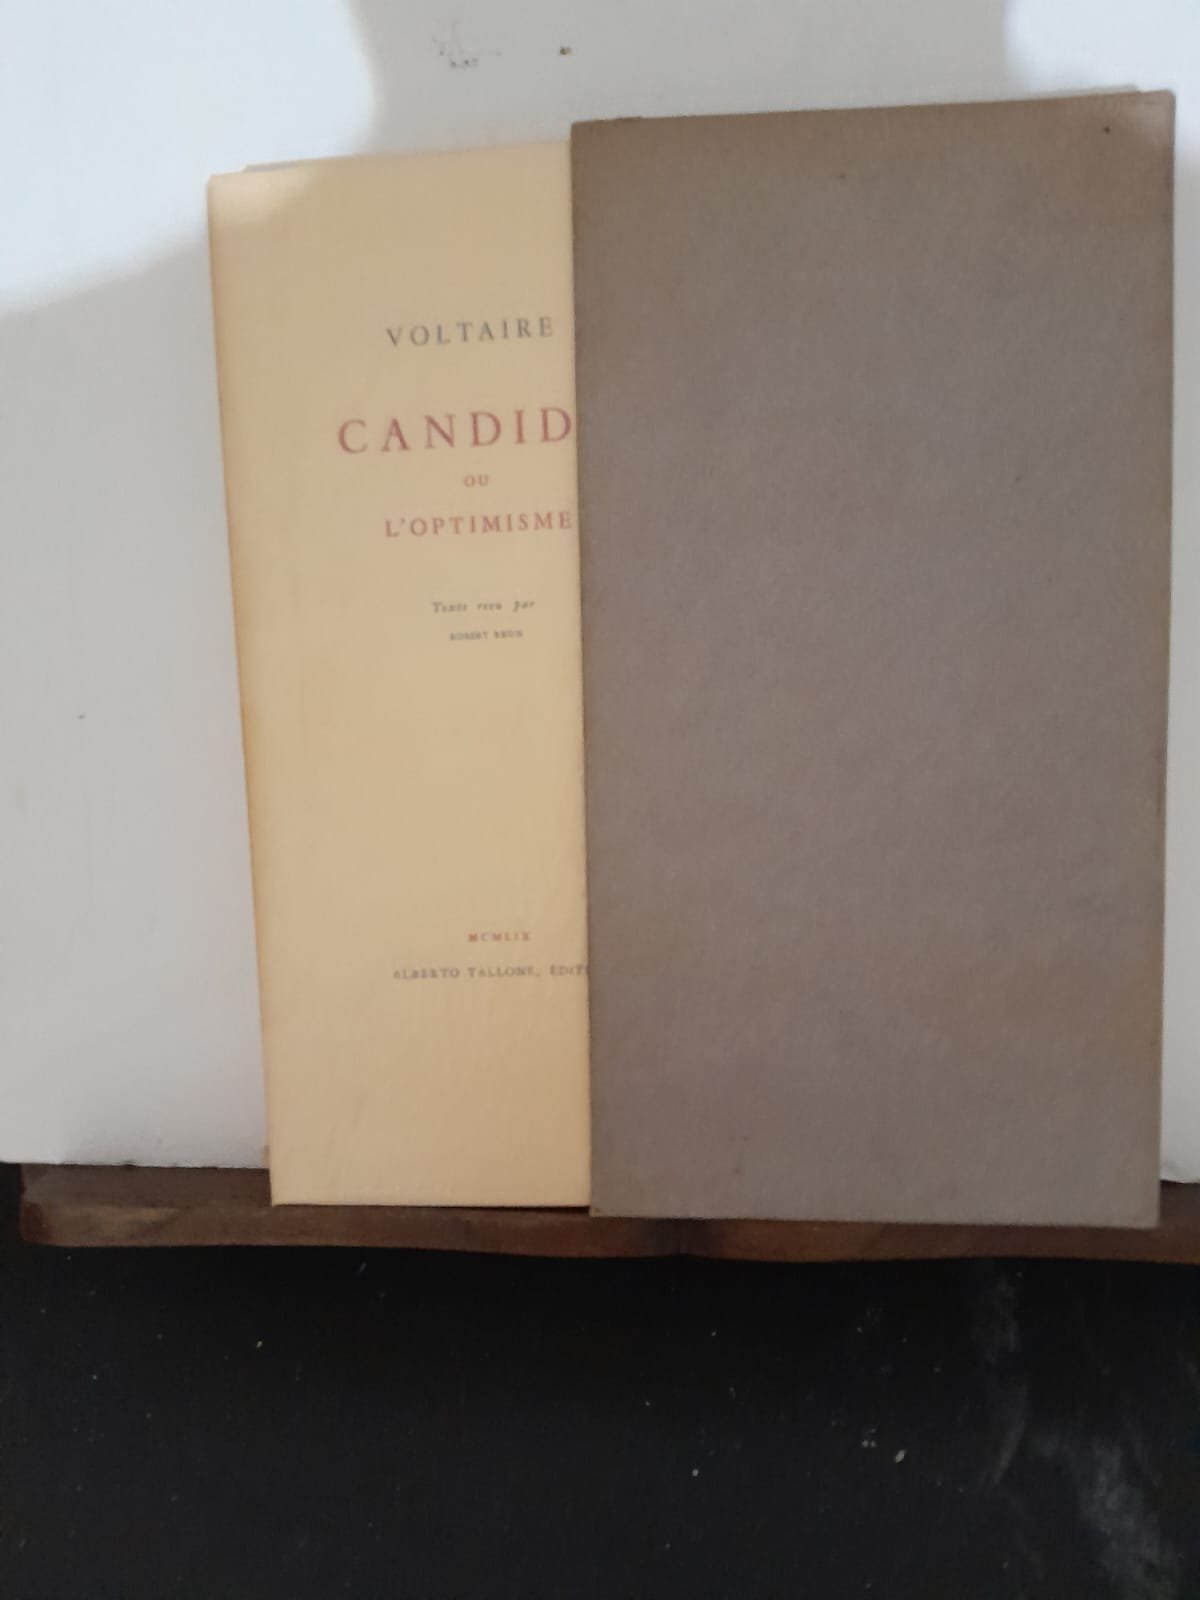 VOLTAIRE
CANDID
OU
L'OPTIMISME
Texte revu par
ROBERT BRUN
MCMLIX
ALBERTO TALLONE, ÉDIT